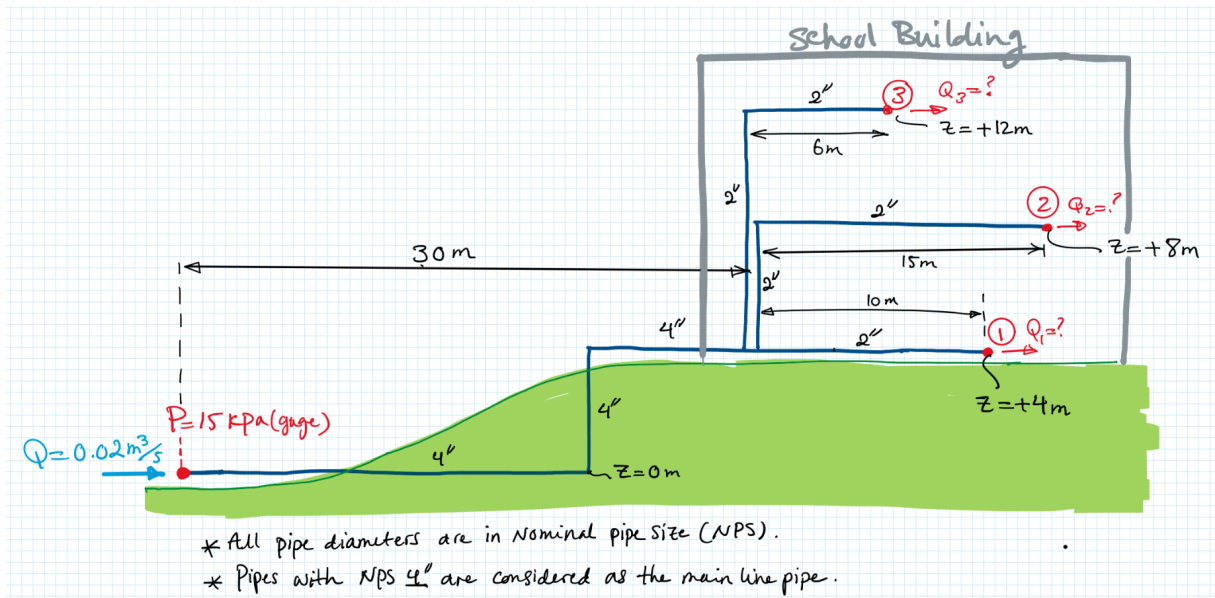 School Building
2"
③ Q₃=?
Z=+12m
6m
2"
2"
② Q₂=?
Z=+8m
15m
30m
2"
10m
4"
① Q₁=?
2"
Z=+4m
P=15 kpa(gage)
4"
Q=0.02m³/s
4"
Z=0m
* All pipe diameters are in Nominal pipe size (NPS).
* Pipes with NPS 4" are considered as the main line pipe.